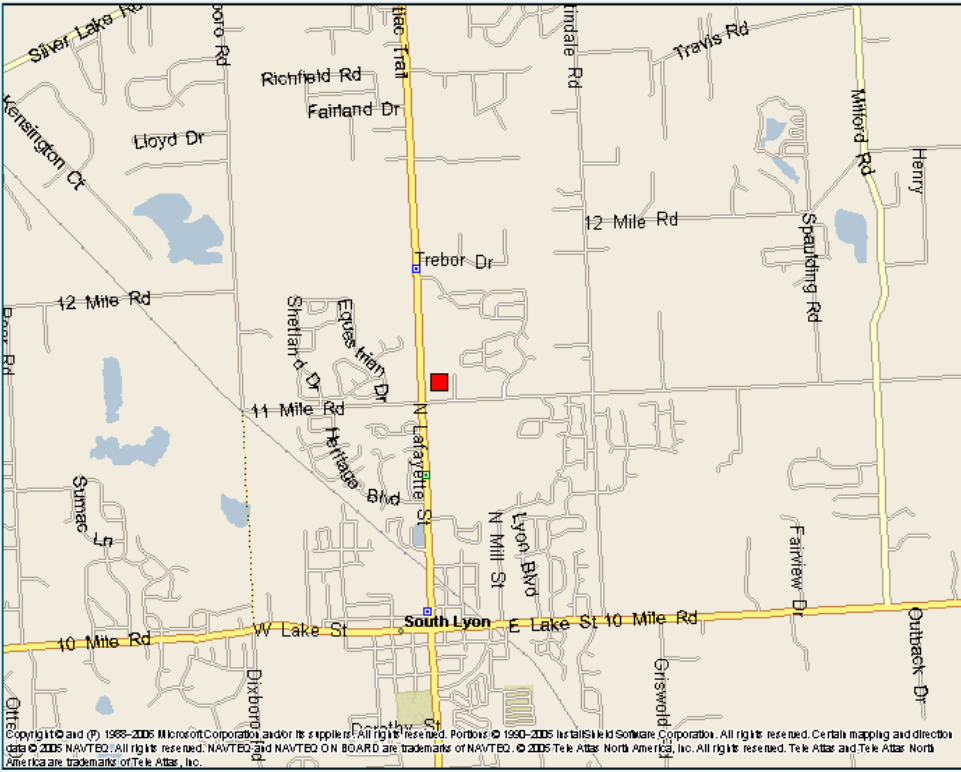 Silver Lake Rd
oro Rd
tiac Trail
tindale Rd
Travis Rd
Richfield Rd
Fairland Dr
Kensington Ct
Lloyd Dr
Milford Rd
Henry
12 Mile Rd
Spaulding Rd
Trebor Dr
12 Mile Rd
Shetland Dr
Equestrian Dr
11 Mile Rd
N Lafayette St
Heritage Blvd
Sumac Ln
N Mill St
Lyon Blvd
Fairview Dr
South Lyon
10 Mile Rd
W Lake St
E Lake St
10 Mile Rd
Outback Dr
Dixboro
Griswold
Dorothy St
Copyright © and (P) 1988-2006 Microsoft Corporation and/or its suppliers. All rights reserved. Portions © 1990-2005 InstallShield Software Corporation. All rights reserved. Certain mapping and direction
data © 2005 NAVTEQ. All rights reserved. NAVTEQ and NAVTEQ ON BOARD are trademarks of NAVTEQ. © 2005 Tele Atlas North America, Inc. All rights reserved. Tele Atlas and Tele Atlas North
America are trademarks of Tele Atlas, Inc.